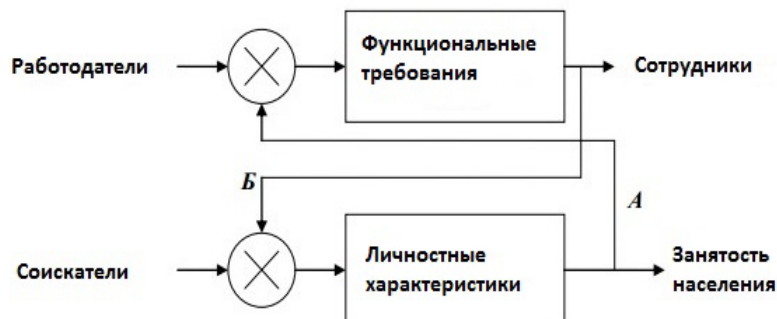 Работодатели
Функциональные
требования
Сотрудники
Б
А
Соискатели
Личностные
характеристики
Занятость
населения